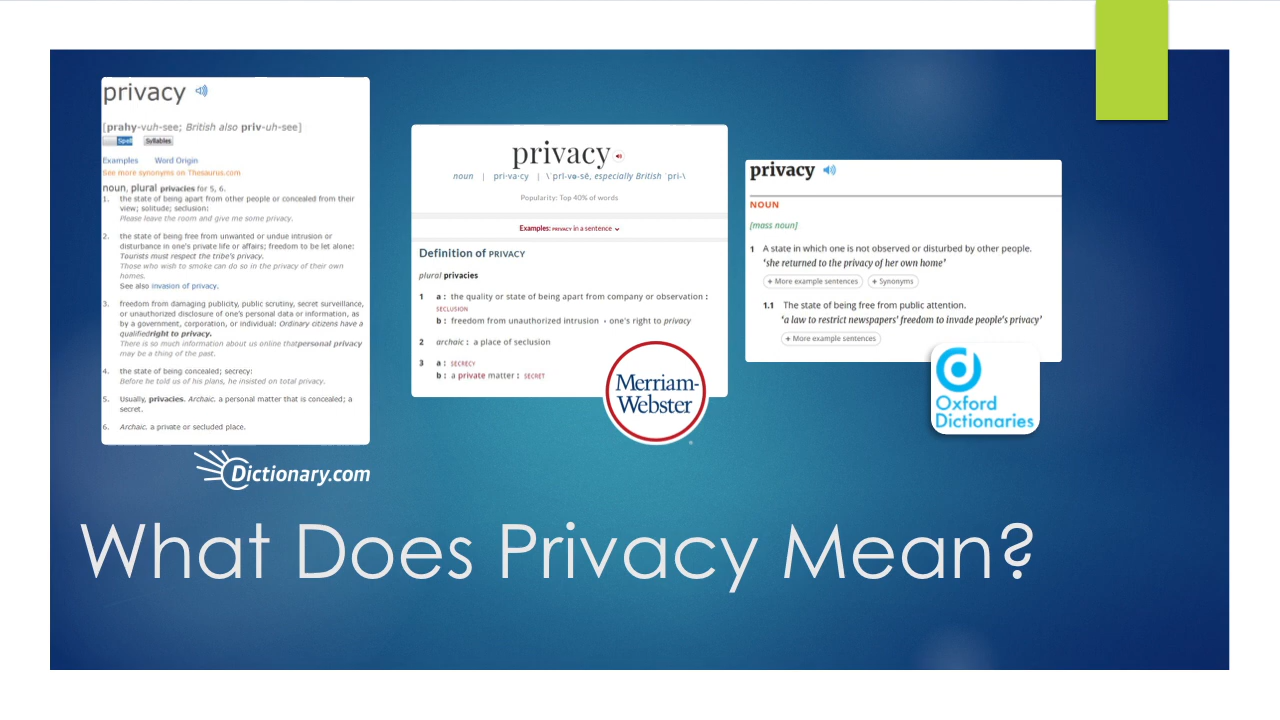 privacy
[prahy-vuh-see; British also priv-uh-see]
Spell Syllables
Examples Word Origin
See more synonyms on Thesaurus.com
noun, plural privacies for 5, 6.
1. the state of being apart from other people or concealed from their
view; solitude; seclusion:
Please leave the room and give me some privacy.
2. the state of being free from unwanted or undue intrusion or
disturbance in one's private life or affairs; freedom to be let alone:
Tourists must respect the tribe's privacy.
Those who wish to smoke can do so in the privacy of their own
homes.
See also invasion of privacy.
3. freedom from damaging publicity, public scrutiny, secret surveillance,
or unauthorized disclosure of one's personal data or information, as
by a government, corporation, or individual: Ordinary citizens have a
qualifiedright to privacy.
There is so much information about us online thatpersonal privacy
may be a thing of the past.
4. the state of being concealed; secrecy:
Before he told us of his plans, he insisted on total privacy.
5. Usually, privacies. Archaic. a personal matter that is concealed; a
secret.
6. Archaic. a private or secluded place.
Dictionary.com
privacy
noun | pri·va·cy | \ ˈprī-və-sē, especially British ˈpri-\
Popularity: Top 40% of words
Examples: PRIVACY in a sentence
Definition of PRIVACY
plural privacies
1 a : the quality or state of being apart from company or observation :
SECLUSION
b : freedom from unauthorized intrusion • one's right to privacy
2 archaic : a place of seclusion
3 a : SECRECY
b : a private matter : SECRET
Merriam-
Webster
privacy
NOUN
[mass noun]
1 A state in which one is not observed or disturbed by other people.
‘she returned to the privacy of her own home’
+ More example sentences + Synonyms
1.1 The state of being free from public attention.
‘a law to restrict newspapers' freedom to invade people's privacy’
+ More example sentences
Oxford
Dictionaries
What Does Privacy Mean?